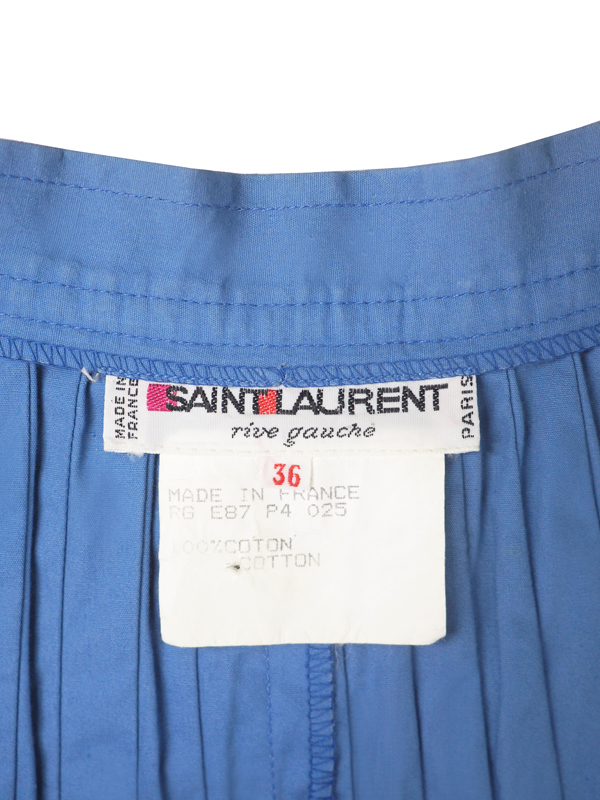 MADE IN
FRANCE
SAINT LAURENT
rive gauche
PARIS
36
MADE IN FRANCE
RG E87 P4 025
100%COTON
COTTON